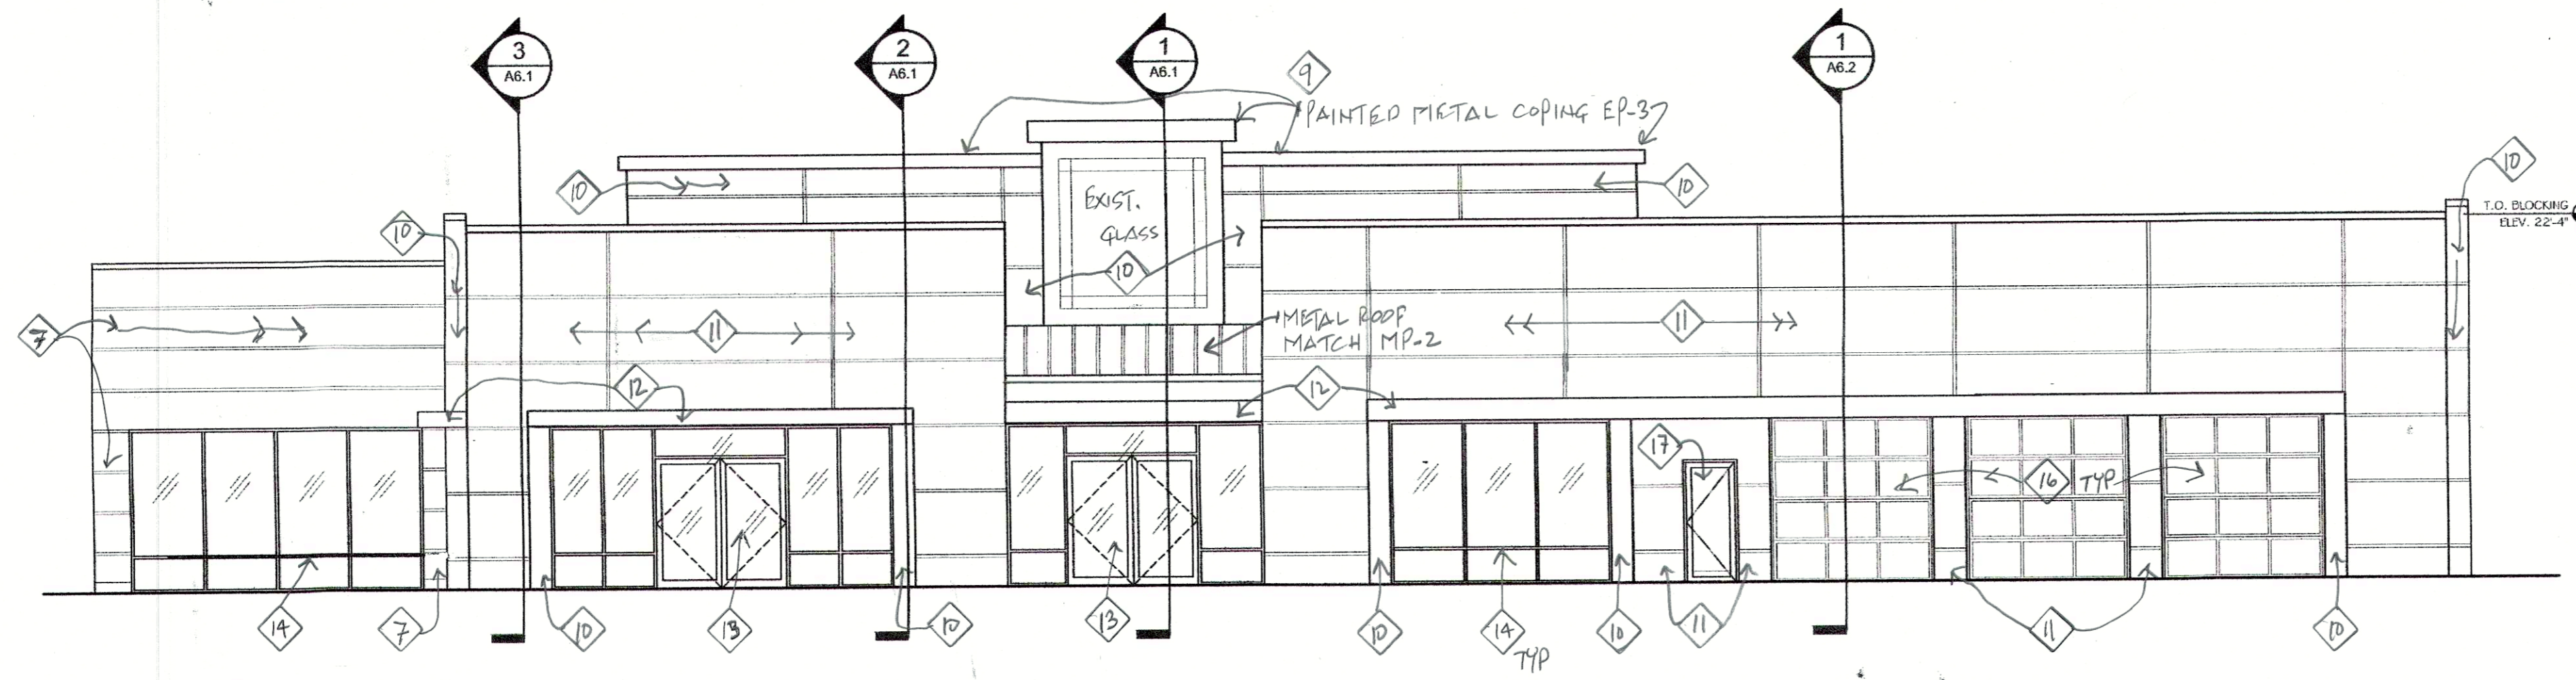 3
A6.1
2
A6.1
1
A6.1
1
A6.2
9
PAINTED METAL COPING EP-3
10
10
10
10
EXIST.
GLASS
10
T.O. BLOCKING
ELEV. 22'-4"
7
11
METAL ROOF
MATCH MP-2
11
12
12
17
16 TYP
14
7
10
13
10
13
10
14
TYP
10
11
11
10